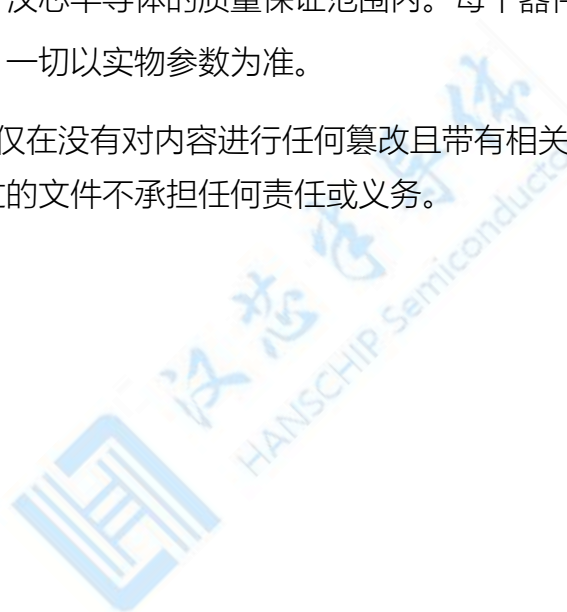 汉芯半导体的质量保证范围内。每个器件
一切以实物参数为准。
仅在没有对内容进行任何篡改且带有相关
的文件不承担任何责任或义务。
汉芯半导体
HANSCHIP Semiconductor